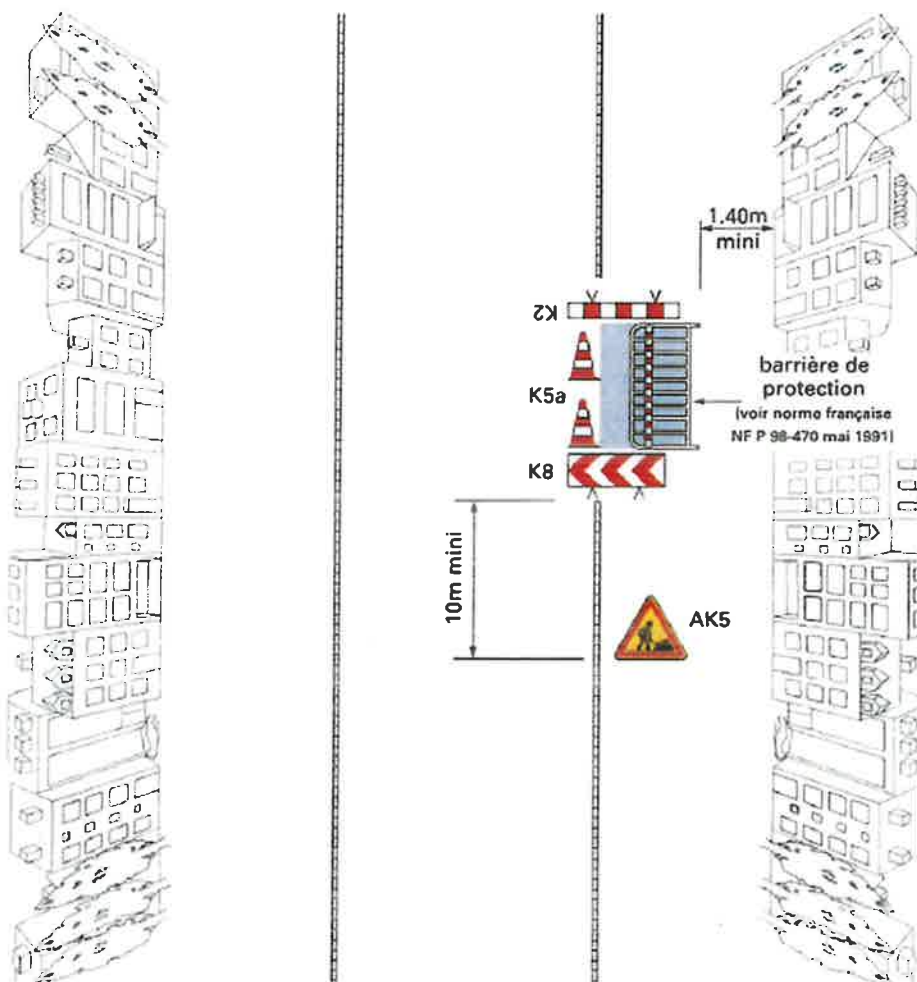 1.40m
mini
K2
K5a
barrière de
protection
(voir norme française
NF P 98-470 mai 1991)
K8
10m mini
AK5